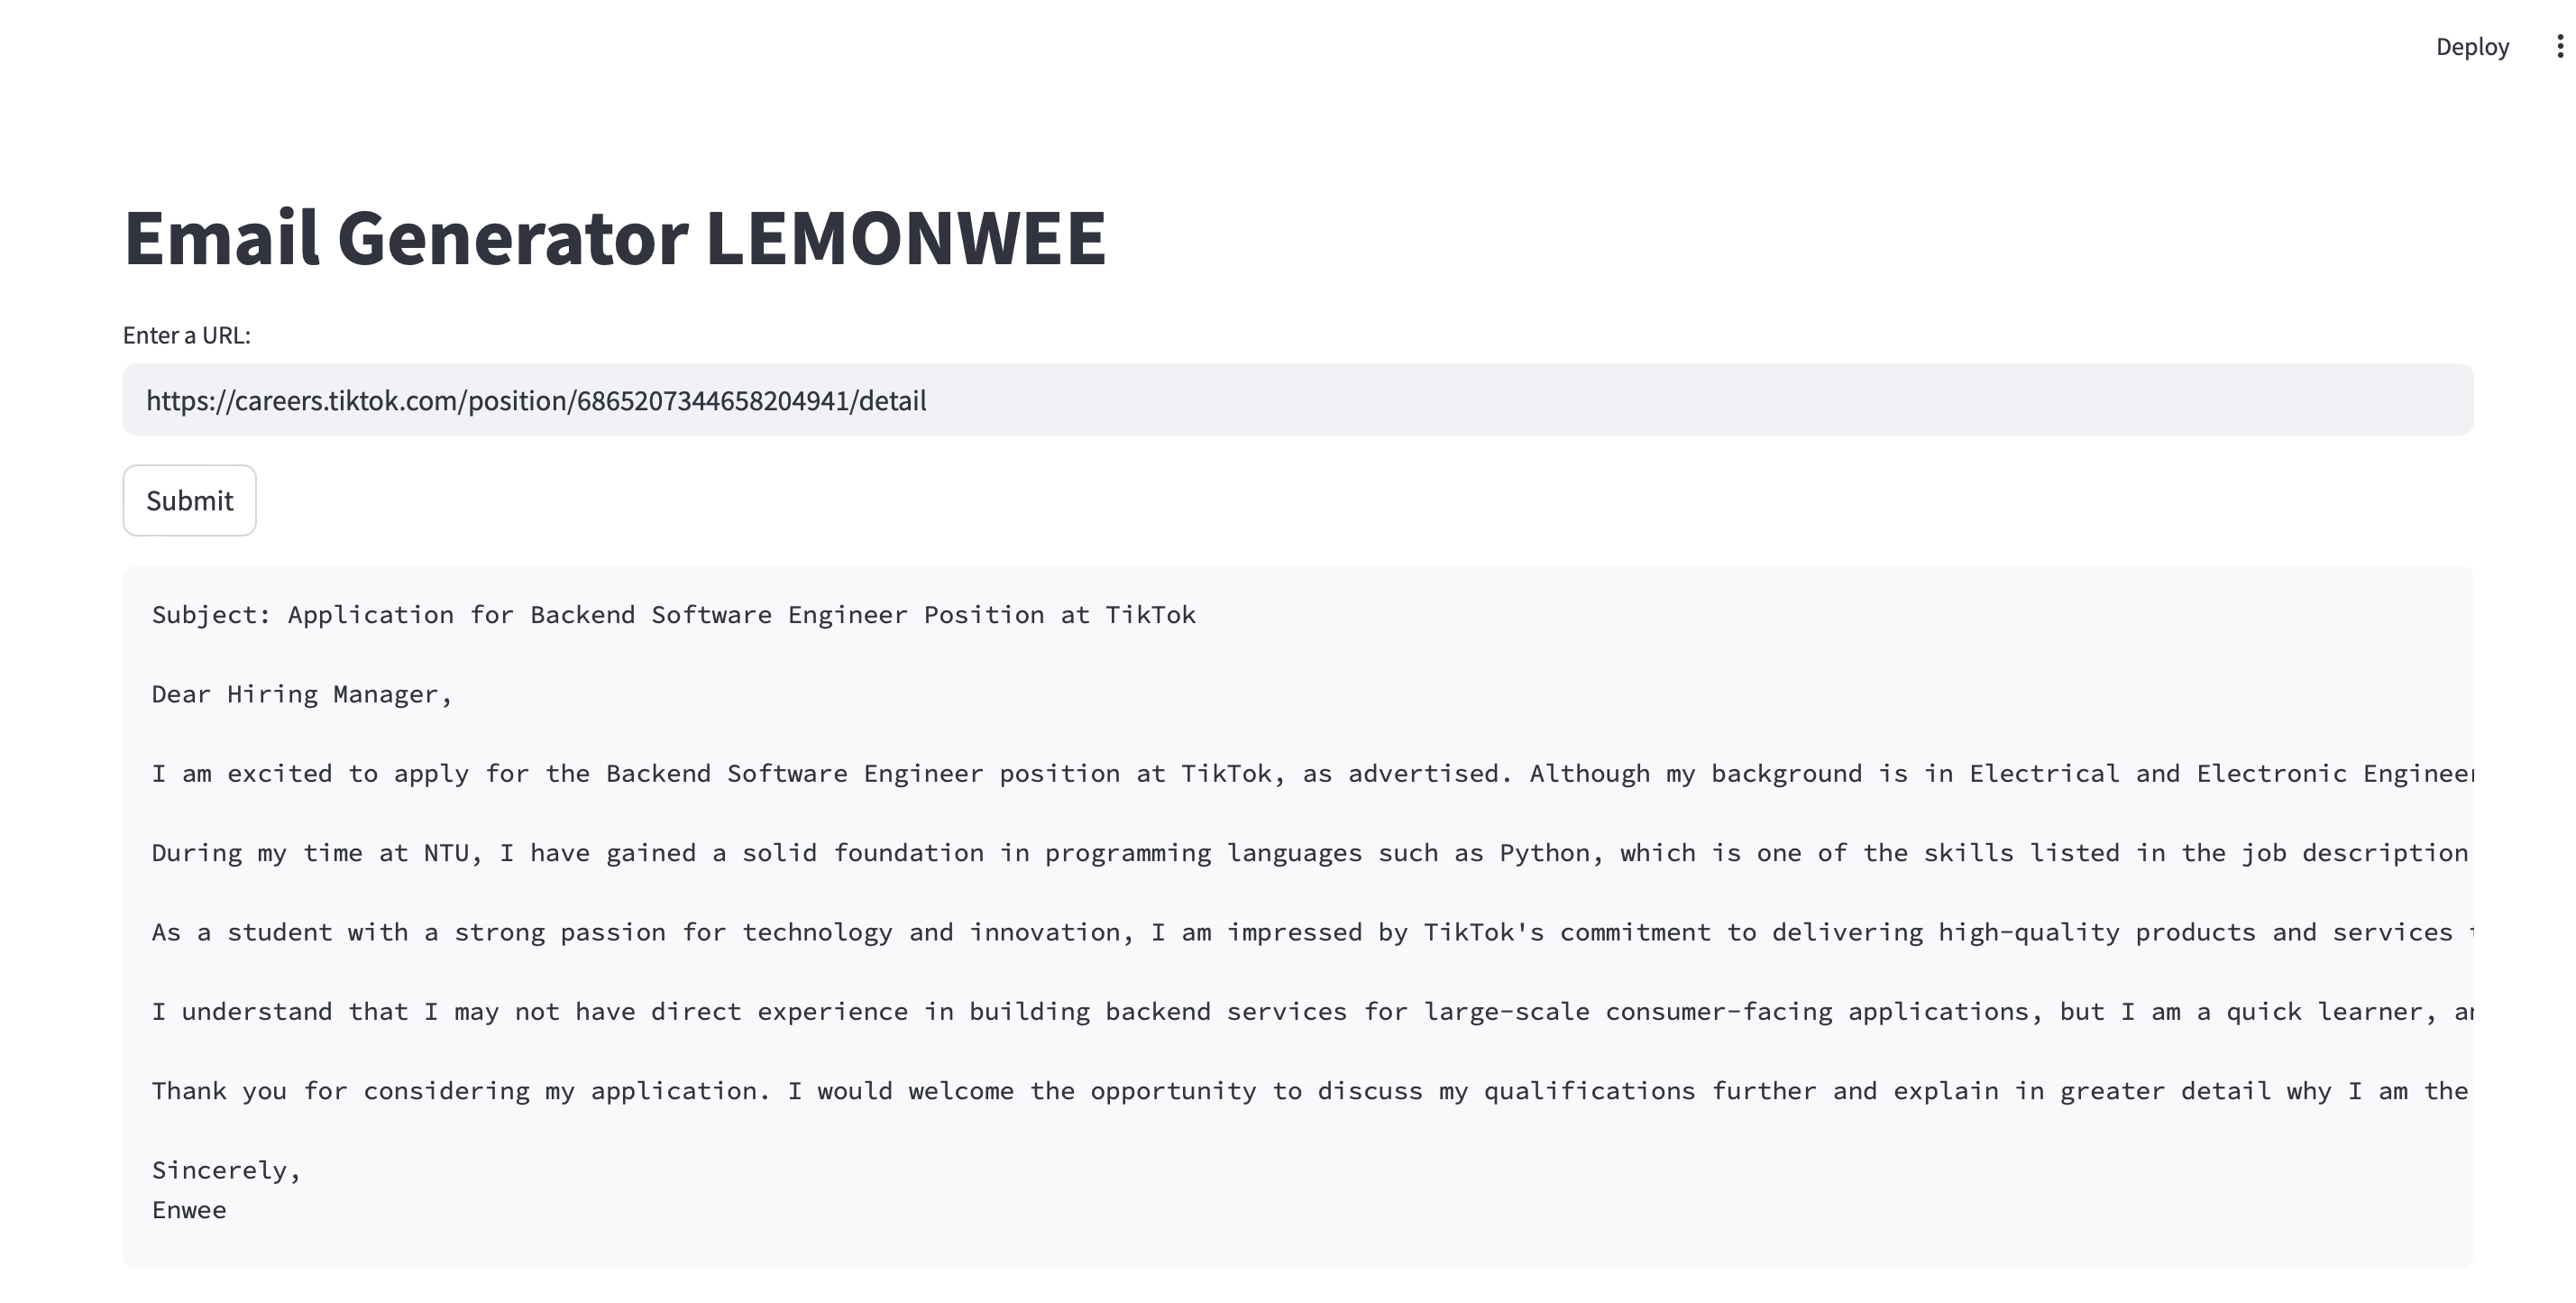 Deploy
Email Generator LEMONWEE
Enter a URL:
https://careers.tiktok.com/position/6865207344658204941/detail
Submit
Subject: Application for Backend Software Engineer Position at TikTok
Dear Hiring Manager,
I am excited to apply for the Backend Software Engineer position at TikTok, as advertised. Although my background is in Electrical and Electronic Engineer
During my time at NTU, I have gained a solid foundation in programming languages such as Python, which is one of the skills listed in the job description
As a student with a strong passion for technology and innovation, I am impressed by TikTok's commitment to delivering high-quality products and services
I understand that I may not have direct experience in building backend services for large-scale consumer-facing applications, but I am a quick learner,
Thank you for considering my application. I would welcome the opportunity to discuss my qualifications further and explain in greater detail why I am the
Sincerely,
Enwee